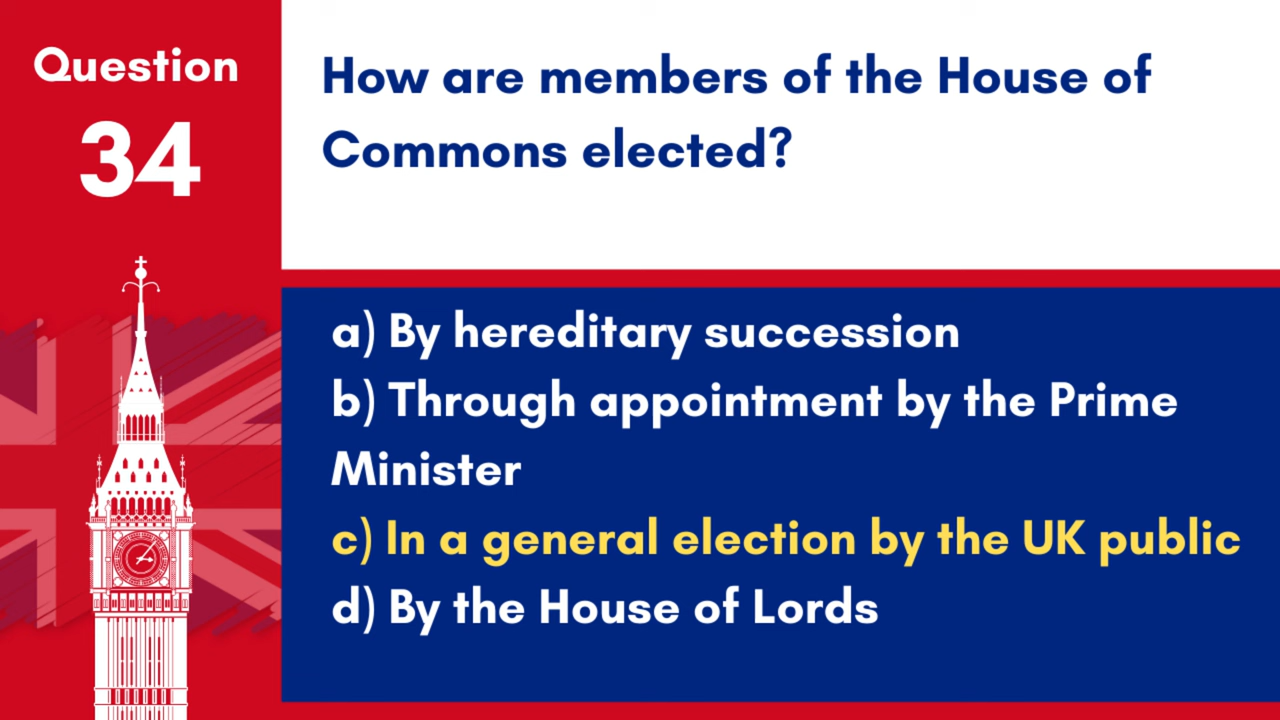 Question
34
How are members of the House of
Commons elected?
a) By hereditary succession
b) Through appointment by the Prime
Minister
c) In a general election by the UK public
d) By the House of Lords